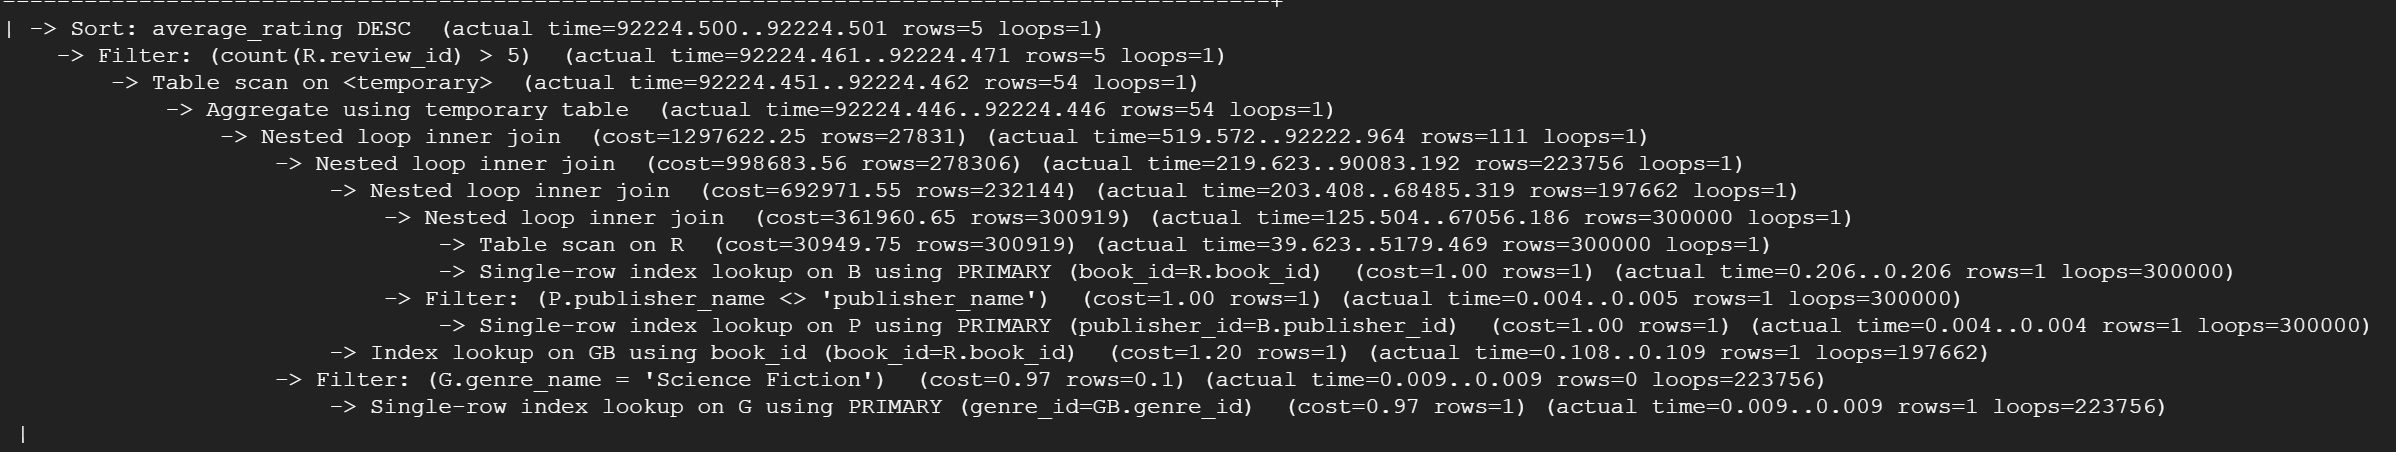 | -> Sort: average_rating DESC  (actual time=92224.500..92224.501 rows=5 loops=1)
    -> Filter: (count(R.review_id) > 5)  (actual time=92224.461..92224.471 rows=5 loops=1)
        -> Table scan on <temporary>  (actual time=92224.451..92224.462 rows=54 loops=1)
            -> Aggregate using temporary table  (actual time=92224.446..92224.446 rows=54 loops=1)
                -> Nested loop inner join  (cost=1297622.25 rows=27831) (actual time=519.572..92222.964 rows=111 loops=1)
                    -> Nested loop inner join  (cost=998683.56 rows=278306) (actual time=219.623..90083.192 rows=223756 loops=1)
                        -> Nested loop inner join  (cost=692971.55 rows=232144) (actual time=203.408..68485.319 rows=197662 loops=1)
                            -> Nested loop inner join  (cost=361960.65 rows=300919) (actual time=125.504..67056.186 rows=300000 loops=1)
                                -> Table scan on R  (cost=30949.75 rows=300919) (actual time=39.623..5179.469 rows=300000 loops=1)
                                -> Single-row index lookup on B using PRIMARY (book_id=R.book_id)  (cost=1.00 rows=1) (actual time=0.206..0.206 rows=1 loops=300000)
                            -> Filter: (P.publisher_name <> 'publisher_name')  (cost=1.00 rows=1) (actual time=0.004..0.005 rows=1 loops=300000)
                                -> Single-row index lookup on P using PRIMARY (publisher_id=B.publisher_id)  (cost=1.00 rows=1) (actual time=0.004..0.004 rows=1 loops=300000)
                        -> Index lookup on GB using book_id (book_id=R.book_id)  (cost=1.20 rows=1) (actual time=0.108..0.109 rows=1 loops=197662)
                    -> Filter: (G.genre_name = 'Science Fiction')  (cost=0.97 rows=0.1) (actual time=0.009..0.009 rows=0 loops=223756)
                        -> Single-row index lookup on G using PRIMARY (genre_id=GB.genre_id)  (cost=0.97 rows=1) (actual time=0.009..0.009 rows=1 loops=223756)
 |